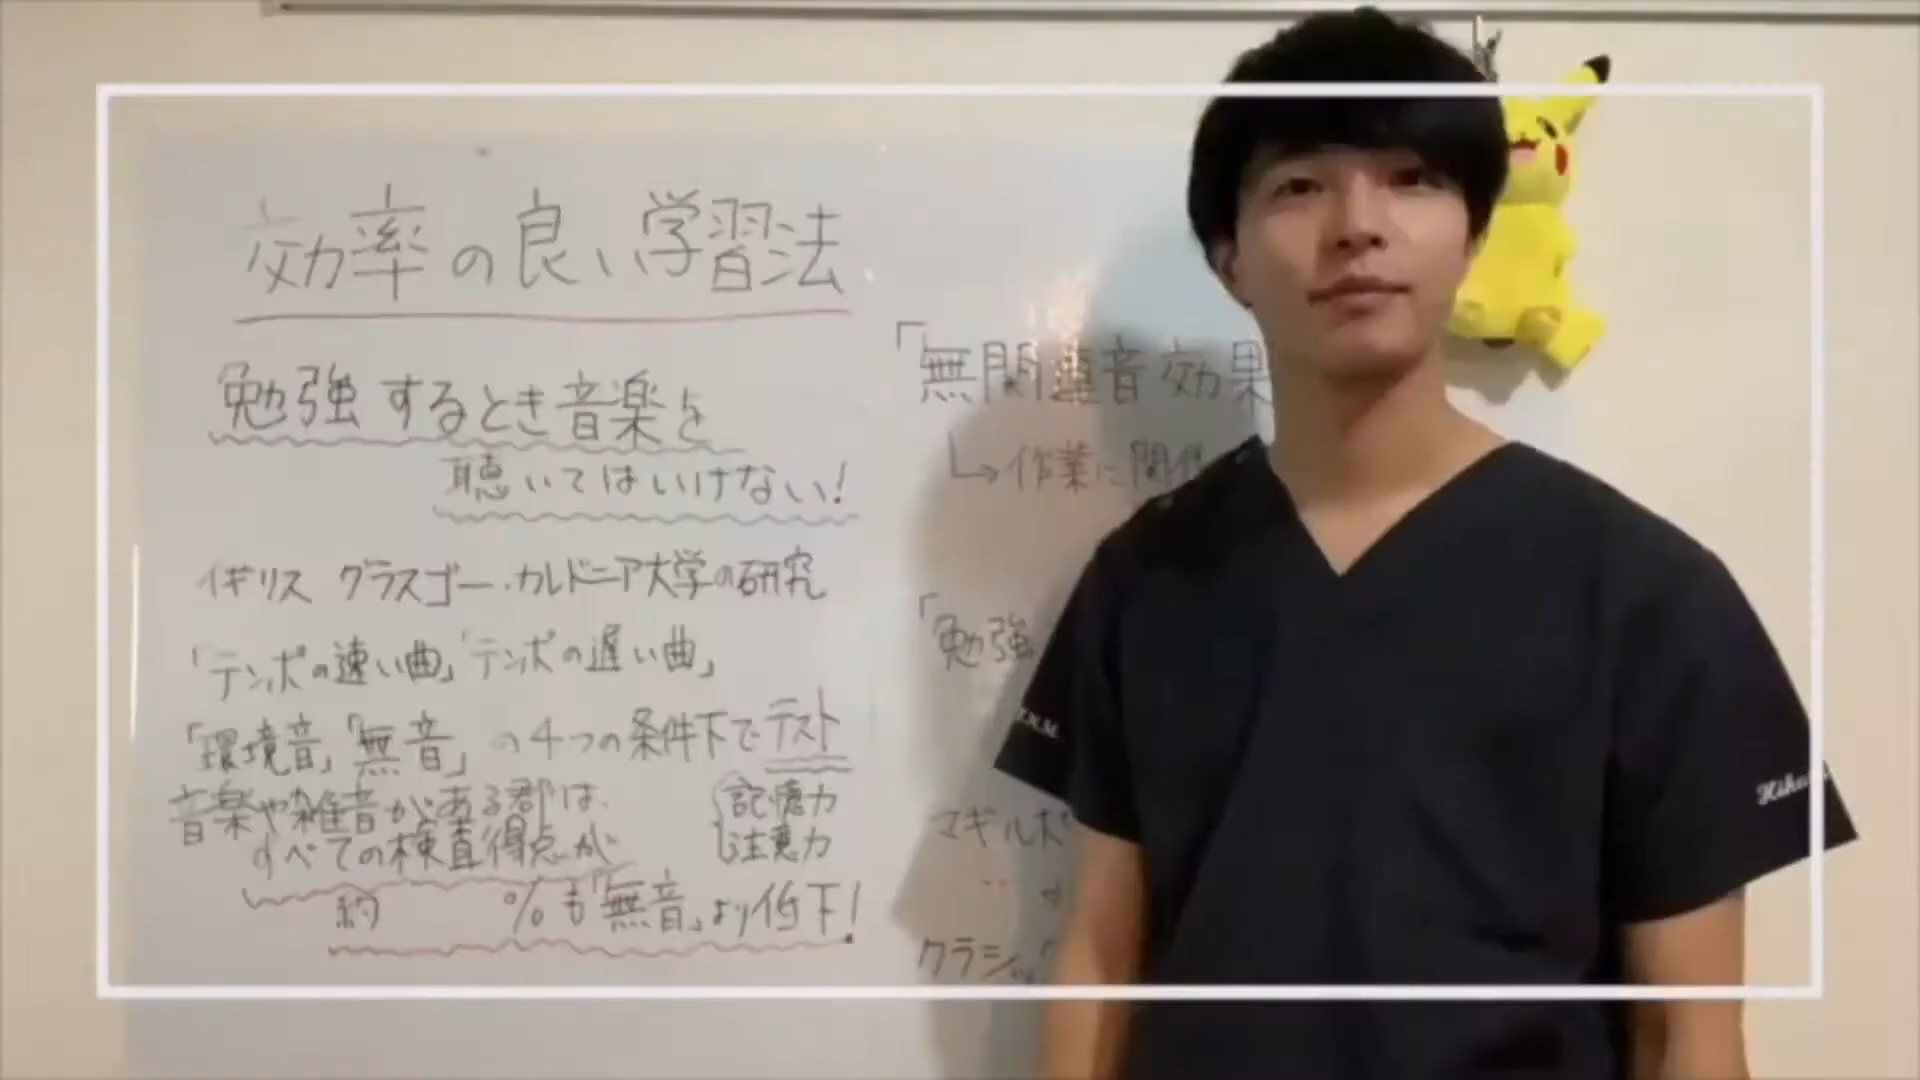 効率の良い学習法
勉強するとき音楽を
聴いてはいけない!
イギリス グラスゴー・カレドニア大学の研究
「テンポの速い曲」「テンポの遅い曲」
「環境音」「無音」の4つの条件下でテスト
音楽や雑音がある郡は、
すべての検査得点が
記憶力
注意力
約 %も「無音」より低下!
「無関連音効果
↳作業に関係
「勉強
マギルボ
クラシック